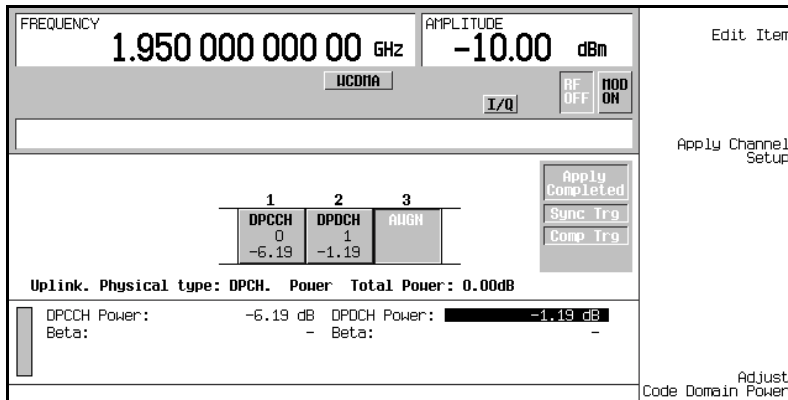 FREQUENCY
1.950 000 000 00 GHz
AMPLITUDE
-10.00 dBm
WCDMA
I/Q
RF OFF
MOD ON
Edit Item
Apply Channel
Setup
1 2 3
DPCCH DPDCH AWGN
0 1
-6.19 -1.19
Apply
Completed
Sync Trg
Comp Trg
Uplink. Physical type: DPCH. Power Total Power: 0.00dB
DPCCH Power: -6.19 dB DPDCH Power: -1.19 dB
Beta: - Beta: -
Adjust
Code Domain Power